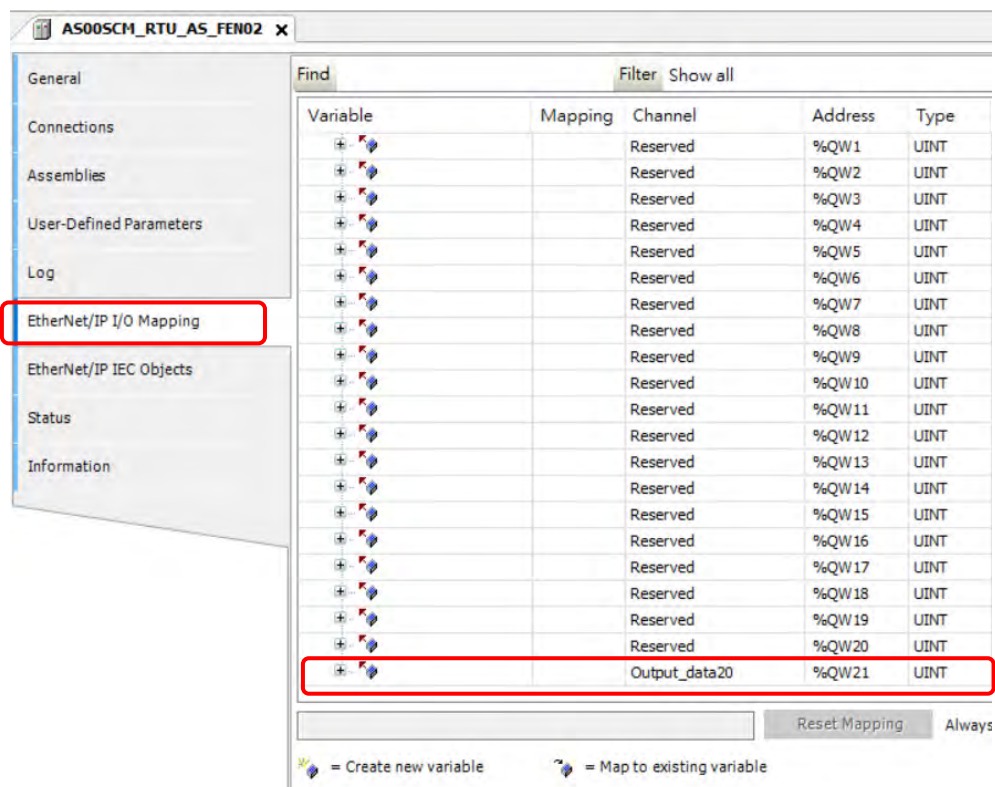 AS00SCM_RTU_AS_FEN02 x
General
Connections
Assemblies
User-Defined Parameters
Log
EtherNet/IP I/O Mapping
EtherNet/IP IEC Objects
Status
Information
Find Filter Show all
Variable Mapping Channel Address Type
Reserved %QW1 UINT
Reserved %QW2 UINT
Reserved %QW3 UINT
Reserved %QW4 UINT
Reserved %QW5 UINT
Reserved %QW6 UINT
Reserved %QW7 UINT
Reserved %QW8 UINT
Reserved %QW9 UINT
Reserved %QW10 UINT
Reserved %QW11 UINT
Reserved %QW12 UINT
Reserved %QW13 UINT
Reserved %QW14 UINT
Reserved %QW15 UINT
Reserved %QW16 UINT
Reserved %QW17 UINT
Reserved %QW18 UINT
Reserved %QW19 UINT
Reserved %QW20 UINT
Output_data20 %QW21 UINT
Reset Mapping Always
= Create new variable = Map to existing variable